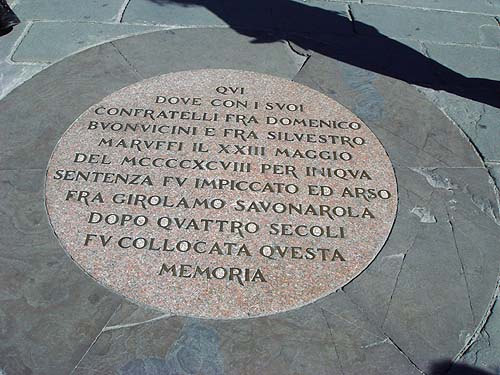 QVI
DOVE CON I SVOI
CONFRATELLI FRA DOMENICO
BVONVICINI E FRA SILVESTRO
MARVFFI IL XXIII MAGGIO
DEL MCCCCXCVIII PER INIQVA
SENTENZA FV IMPICCATO ED ARSO
FRA GIROLAMO SAVONAROLA
DOPO QVATTRO SECOLI
FV COLLOCATA QVESTA
MEMORIA